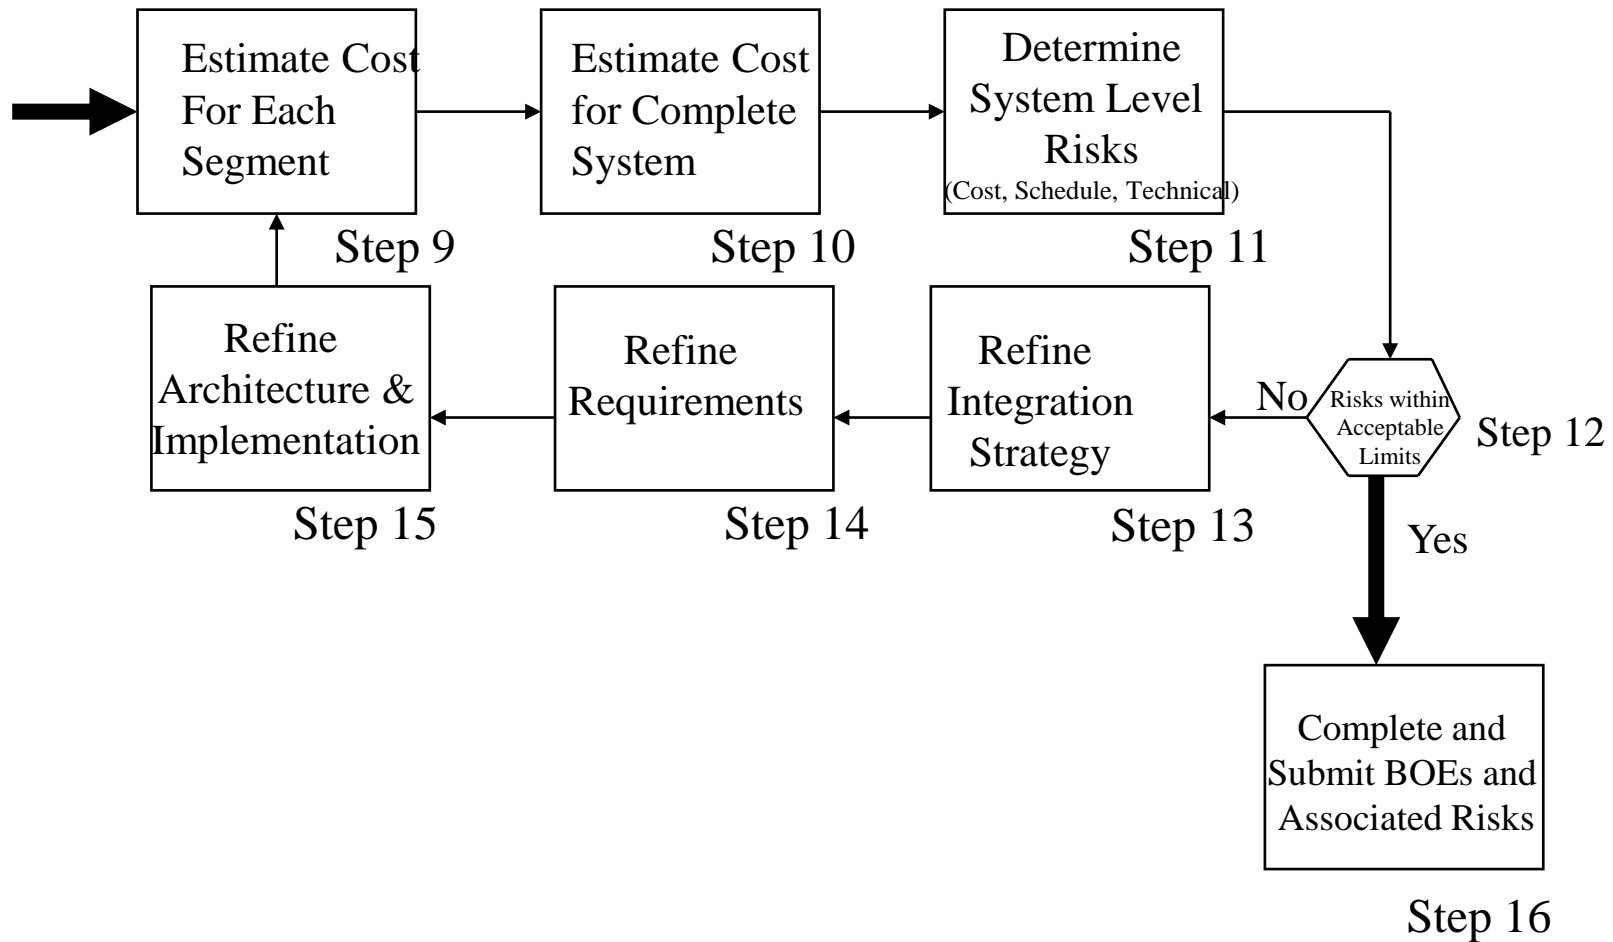 Estimate Cost
For Each
Segment
Step 9
Estimate Cost
for Complete
System
Step 10
Determine
System Level
Risks
(Cost, Schedule, Technical)
Step 11
Risks within
Acceptable
Limits
Step 12
No
Refine
Integration
Strategy
Step 13
Refine
Requirements
Step 14
Refine
Architecture &
Implementation
Step 15
Yes
Complete and
Submit BOEs and
Associated Risks
Step 16